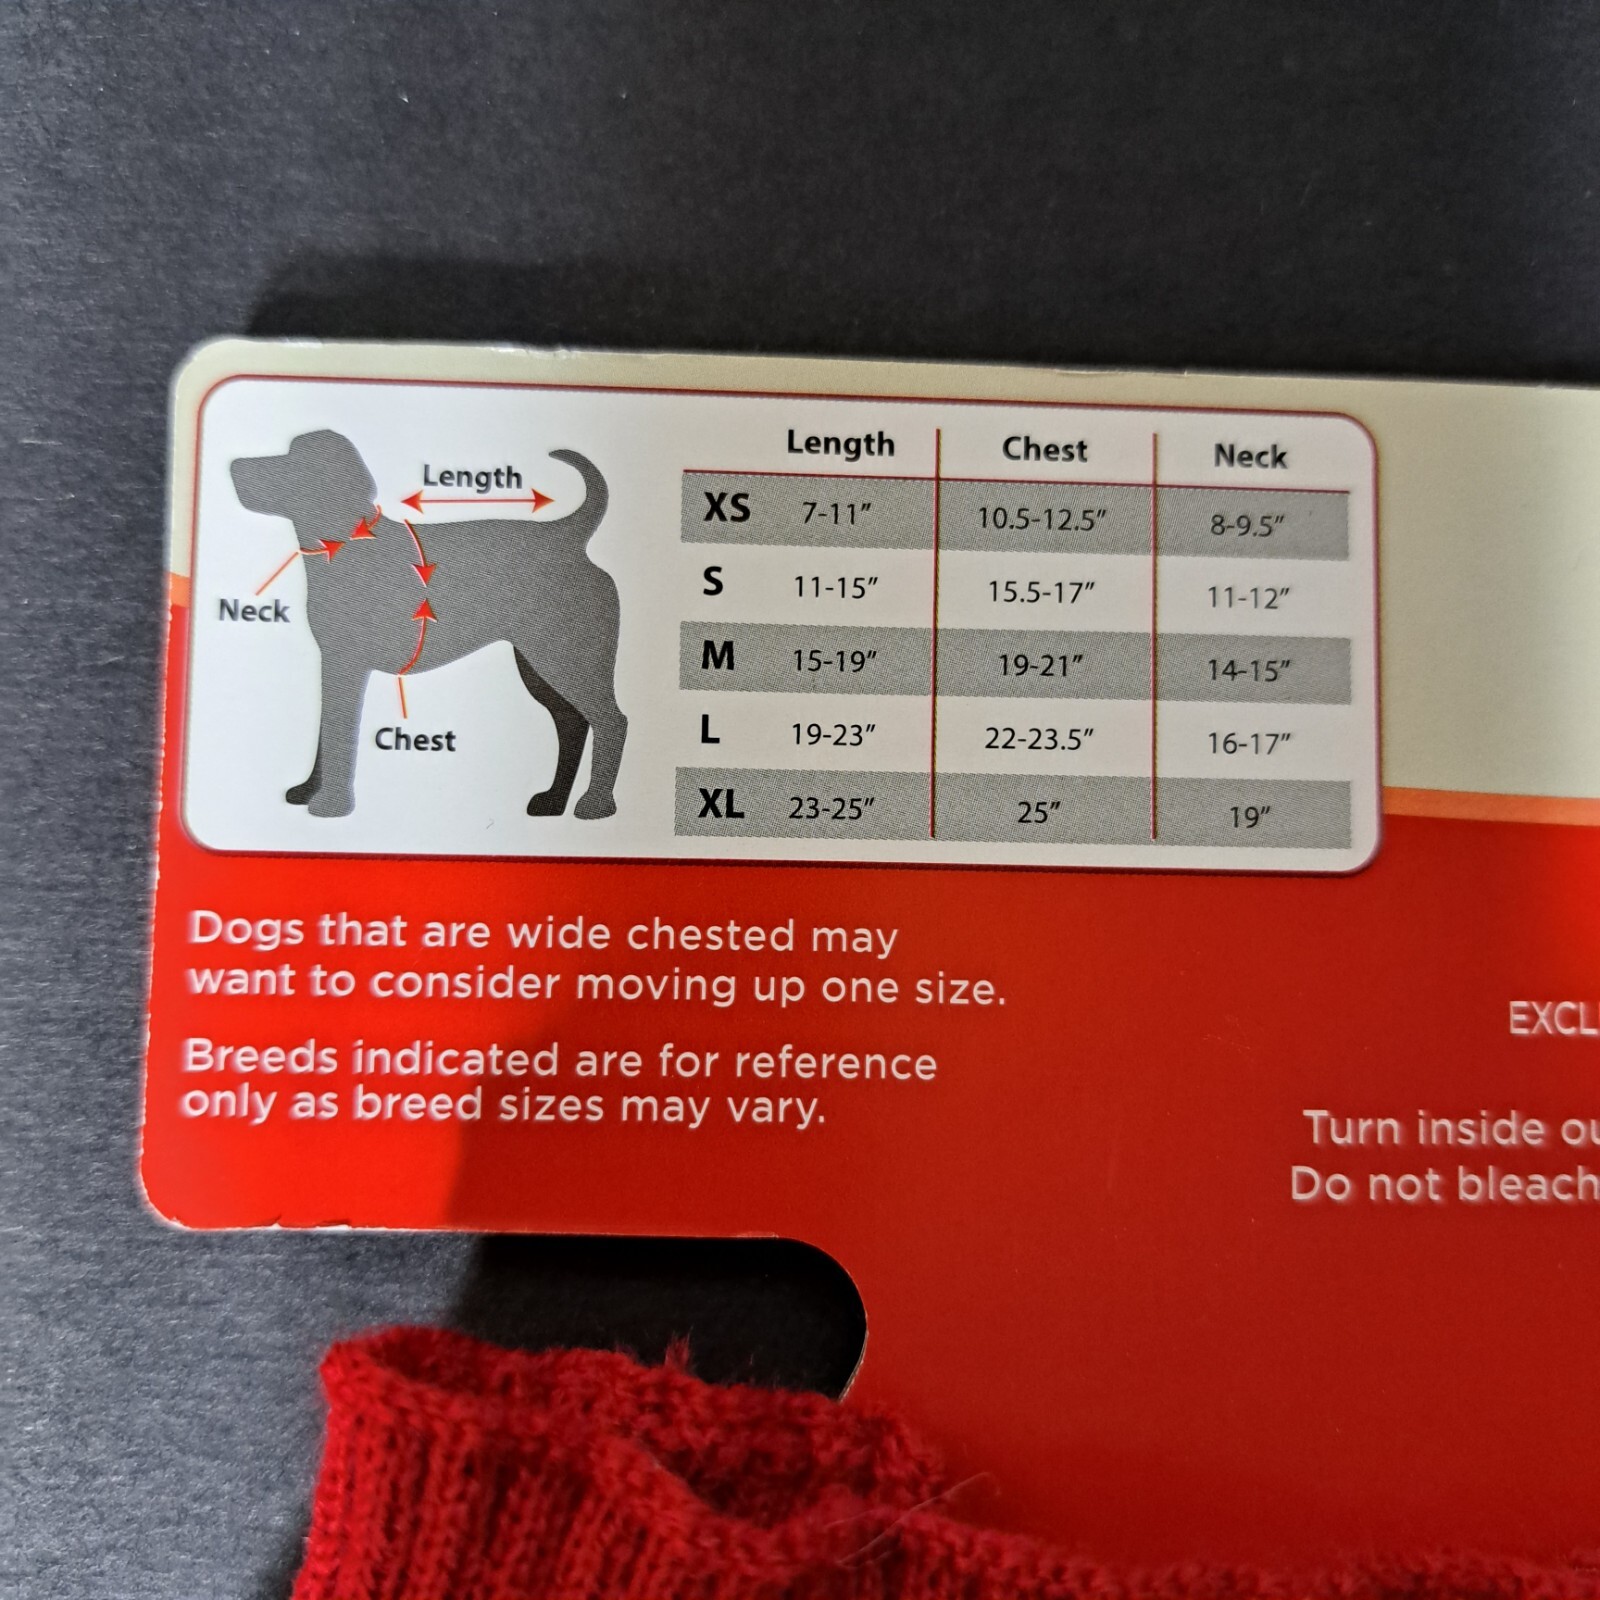 Length
Neck
Chest
Length Chest Neck
XS 7-11” 10.5-12.5” 8-9.5”
S 11-15” 15.5-17” 11-12”
M 15-19” 19-21” 14-15”
L 19-23” 22-23.5” 16-17”
XL 23-25” 25” 19”
Dogs that are wide chested may
want to consider moving up one size.
Breeds indicated are for reference
only as breed sizes may vary.
Turn inside
Do not bleach